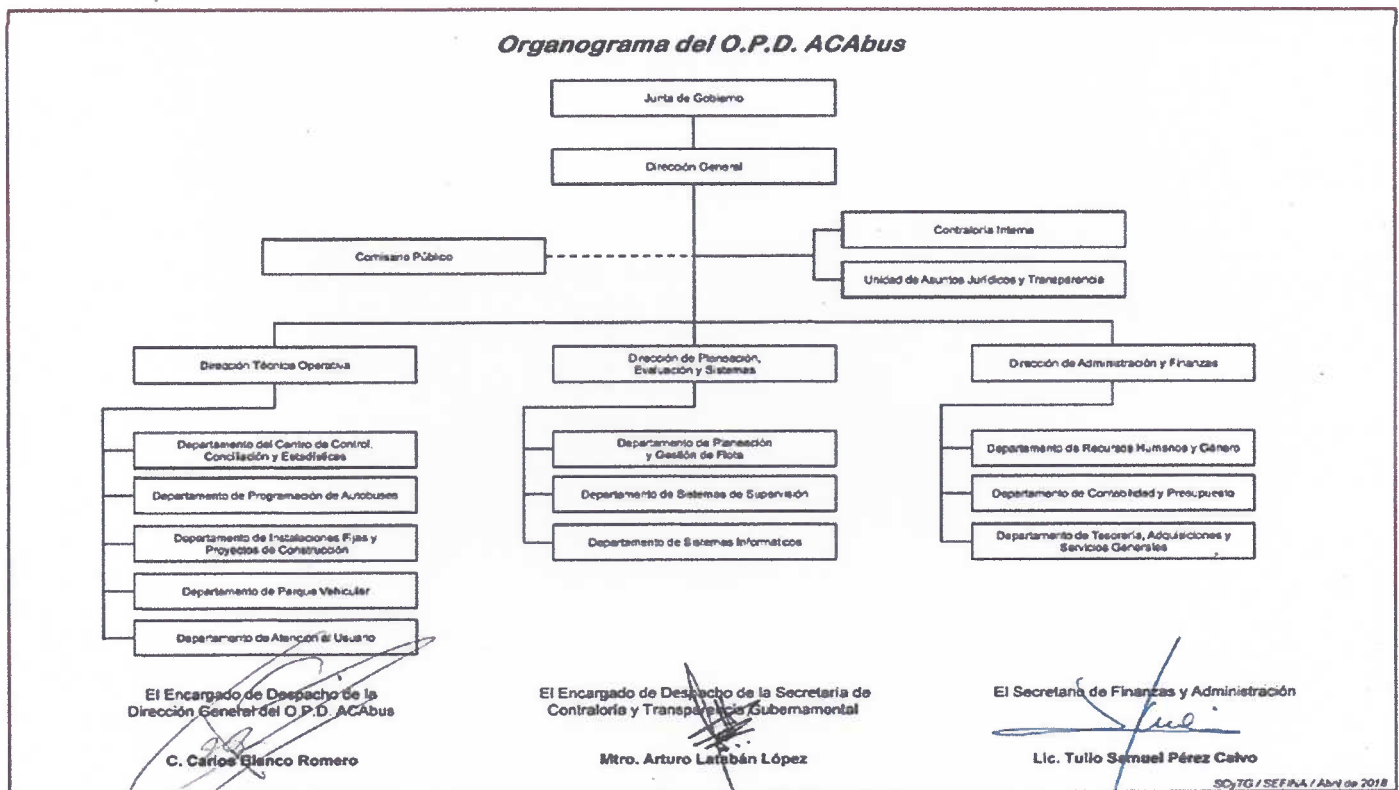 Organograma del O.P.D. ACAbus
Junta de Gobierno
Dirección General
Comisario Público
Contraloría Interna
Unidad de Asuntos Jurídicos y Transparencia
Dirección Técnica Operativa
Dirección de Planeación,
Evaluación y Sistemas
Dirección de Administración y Finanzas
Departamento del Centro de Control,
Conciliación y Estadísticas
Departamento de Programación de Autobuses
Departamento de Instalaciones Fijas y
Proyectos de Construcción
Departamento de Parque Vehicular
Departamento de Atención al Usuario
Departamento de Planeación
y Gestión de Flota
Departamento de Sistemas de Supervisión
Departamento de Sistemas Informáticos
Departamento de Recursos Humanos y Género
Departamento de Contabilidad y Presupuesto
Departamento de Tesorería, Adquisiciones y
Servicios Generales
El Encargado de Despacho de la
Dirección General del O.P.D. ACAbus
C. Carlos Blanco Romero
El Encargado de Despacho de la Secretaría de
Contraloría y Transparencia Gubernamental
Mtro. Arturo Latabán López
El Secretario de Finanzas y Administración
Lic. Tulio Samuel Pérez Calvo
SCyTG / SEFINA / Abril de 2018